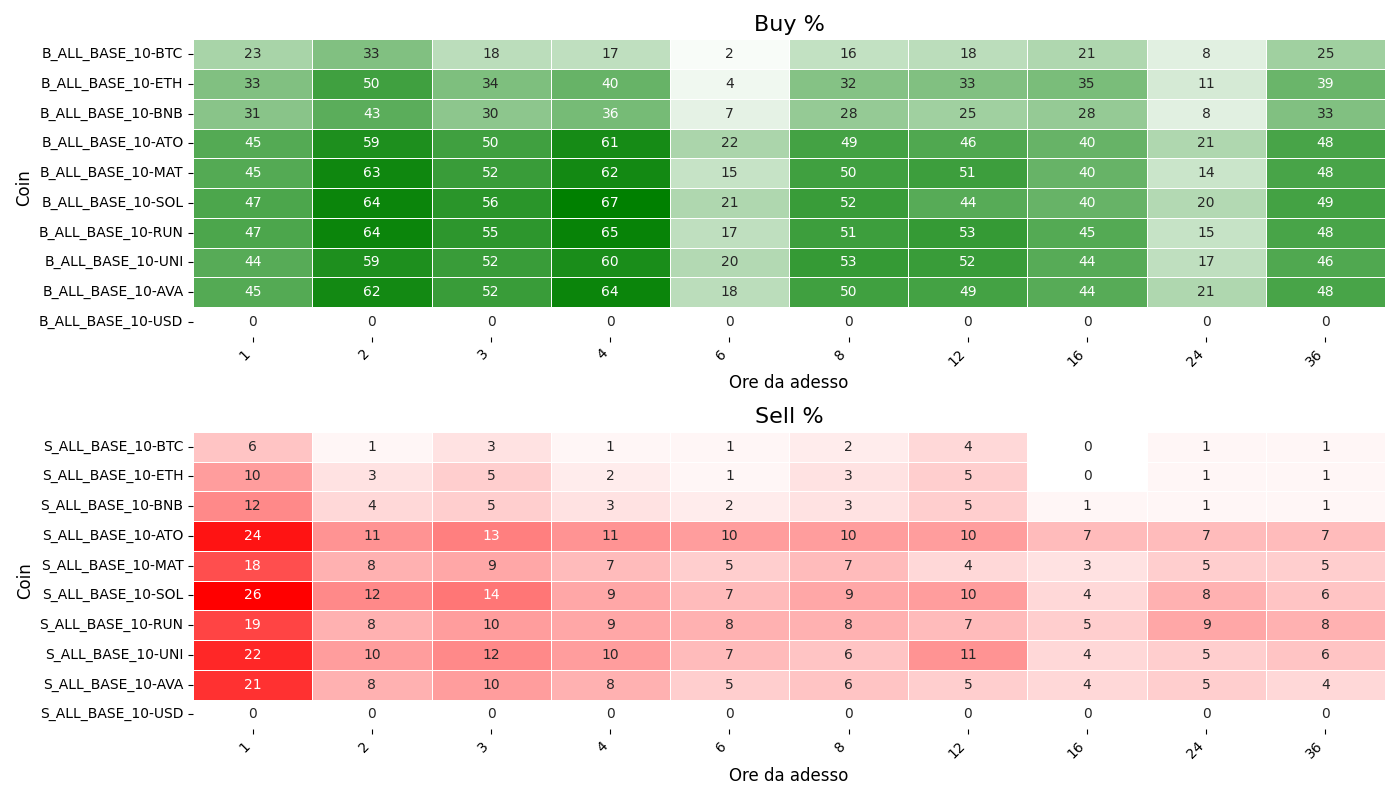 Buy %
Coin
B_ALL_BASE_10-BTC 23 33 18 17 2 16 18 21 8 25
B_ALL_BASE_10-ETH 33 50 34 40 4 32 33 35 11 39
B_ALL_BASE_10-BNB 31 43 30 36 7 28 25 28 8 33
B_ALL_BASE_10-ATO 45 59 50 61 22 49 46 40 21 48
B_ALL_BASE_10-MAT 45 63 52 62 15 50 51 40 14 48
B_ALL_BASE_10-SOL 47 64 56 67 21 52 44 40 20 49
B_ALL_BASE_10-RUN 47 64 55 65 17 51 53 45 15 48
B_ALL_BASE_10-UNI 44 59 52 60 20 53 52 44 17 46
B_ALL_BASE_10-AVA 45 62 52 64 18 50 49 44 21 48
B_ALL_BASE_10-USD 0 0 0 0 0 0 0 0 0 0
1 2 3 4 6 8 12 16 24 36
Ore da adesso
Sell %
Coin
S_ALL_BASE_10-BTC 6 1 3 1 1 2 4 0 1 1
S_ALL_BASE_10-ETH 10 3 5 2 1 3 5 0 1 1
S_ALL_BASE_10-BNB 12 4 5 3 2 3 5 1 1 1
S_ALL_BASE_10-ATO 24 11 13 11 10 10 10 7 7 7
S_ALL_BASE_10-MAT 18 8 9 7 5 7 4 3 5 5
S_ALL_BASE_10-SOL 26 12 14 9 7 9 10 4 8 6
S_ALL_BASE_10-RUN 19 8 10 9 8 8 7 5 9 8
S_ALL_BASE_10-UNI 22 10 12 10 7 6 11 4 5 6
S_ALL_BASE_10-AVA 21 8 10 8 5 6 5 4 5 4
S_ALL_BASE_10-USD 0 0 0 0 0 0 0 0 0 0
1 2 3 4 6 8 12 16 24 36
Ore da adesso